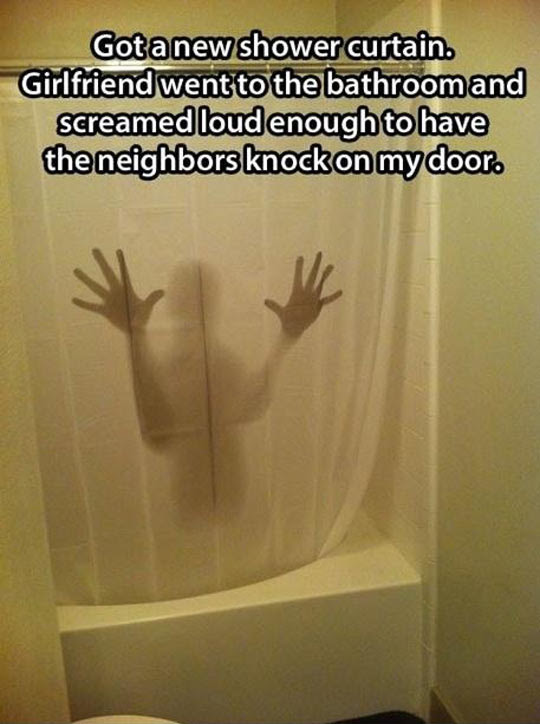 Got a new shower curtain.
Girlfriend went to the bathroom and
screamed loud enough to have
the neighbors knock on my door.